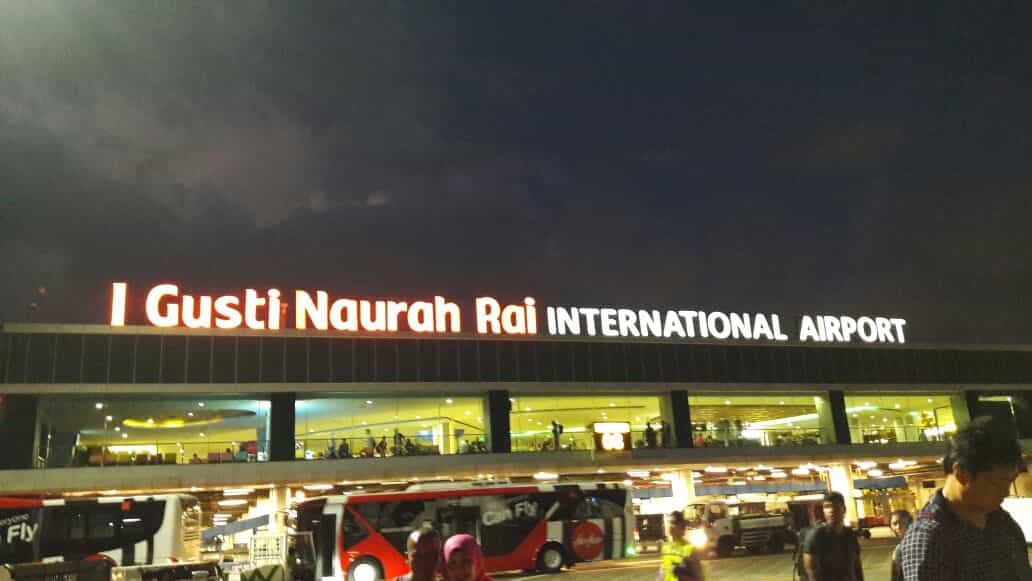 I Gusti Naurah Rai INTERNATIONAL AIRPORT
Fly
Can Fly